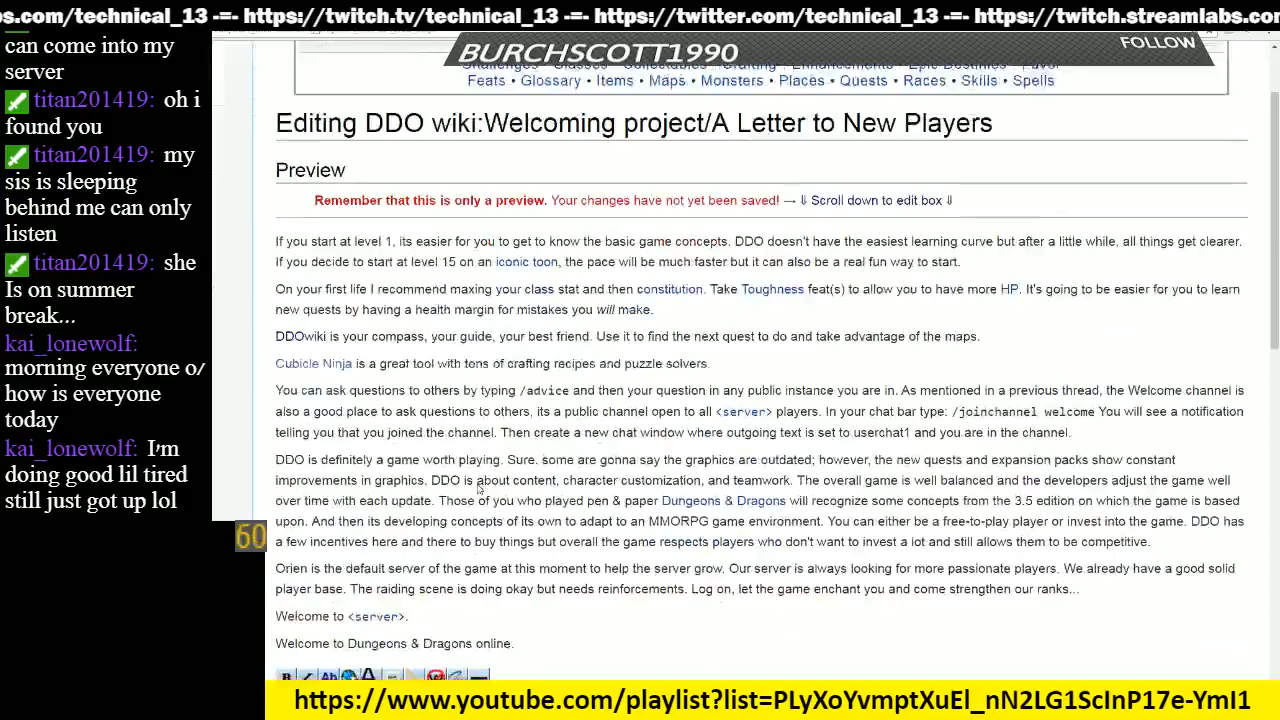 s.com/technical_13 -=- https://twitch.tv/technical_13 -=- https://twitter.com/technical_13 -=- https://twitch.streamlabs.co
can come into my
server
titan201419: oh i
found you
titan201419: my
sis is sleeping
behind me can only
listen
titan201419: she
Is on summer
break...
kai_lonewolf:
morning everyone o/
how is everyone
today
kai_lonewolf: I'm
doing good lil tired
still just got up lol
60
BURCHSCOTT1990
FOLLOW
Challenges • Classes • Collectables • Crafting • Enhancements • Epic Destinies • Favor
Feats • Glossary • Items • Maps • Monsters • Places • Quests • Races • Skills • Spells
Editing DDO wiki:Welcoming project/A Letter to New Players
Preview
Remember that this is only a preview. Your changes have not yet been saved! → ⇓ Scroll down to edit box ⇓
If you start at level 1, its easier for you to get to know the basic game concepts. DDO doesn't have the easiest learning curve but after a little while, all things get clearer.
If you decide to start at level 15 on an iconic toon, the pace will be much faster but it can also be a real fun way to start.
On your first life I recommend maxing your class stat and then constitution. Take Toughness feat(s) to allow you to have more HP. It's going to be easier for you to learn
new quests by having a health margin for mistakes you will make.
DDOwiki is your compass, your guide, your best friend. Use it to find the next quest to do and take advantage of the maps.
Cubicle Ninja is a great tool with tens of crafting recipes and puzzle solvers.
You can ask questions to others by typing /advice and then your question in any public instance you are in. As mentioned in a previous thread, the Welcome channel is
also a good place to ask questions to others, its a public channel open to all <server> players. In your chat bar type: /joinchannel welcome You will see a notification
telling you that you joined the channel. Then create a new chat window where outgoing text is set to userchat1 and you are in the channel.
DDO is definitely a game worth playing. Sure. some are gonna say the graphics are outdated; however, the new quests and expansion packs show constant
improvements in graphics. DDO is about content, character customization, and teamwork. The overall game is well balanced and the developers adjust the game well
over time with each update. Those of you who played pen & paper Dungeons & Dragons will recognize some concepts from the 3.5 edition on which the game is based
upon. And then its developing concepts of its own to adapt to an MMORPG game environment. You can either be a free-to-play player or invest into the game. DDO has
a few incentives here and there to buy things but overall the game respects players who don't want to invest a lot and still allows them to be competitive.
Orien is the default server of the game at this moment to help the server grow. Our server is always looking for more passionate players. We already have a good solid
player base. The raiding scene is doing okay but needs reinforcements. Log on, let the game enchant you and come strengthen our ranks...
Welcome to <server>.
Welcome to Dungeons & Dragons online.
https://www.youtube.com/playlist?list=PLyXoYvmptXuEl_nN2LG1ScInP17e-YmI1